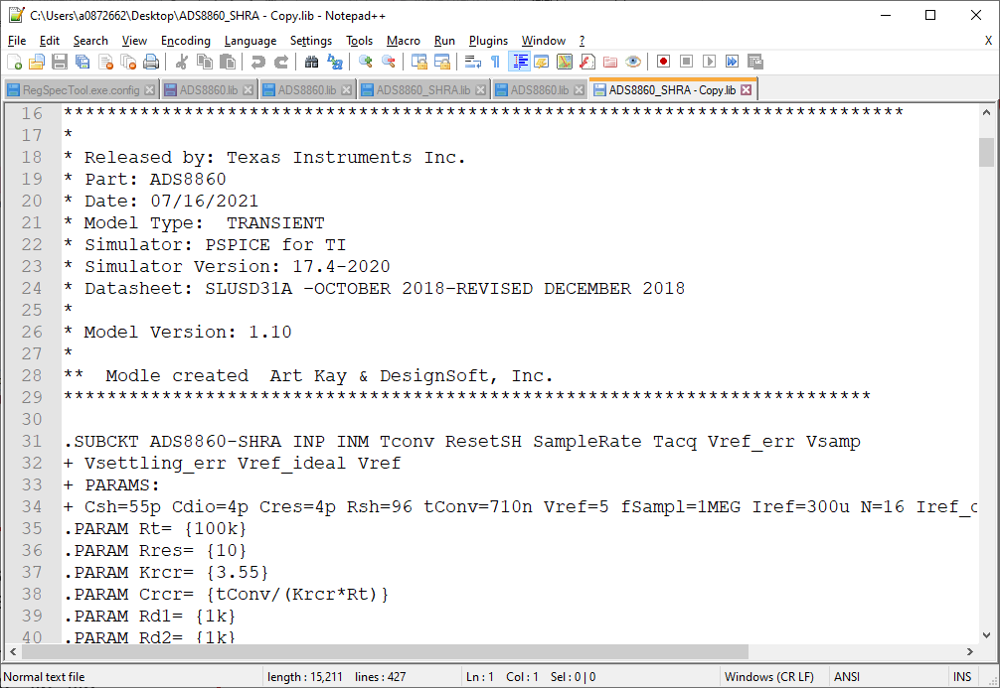 C:\Users\a0872662\Desktop\ADS8860_SHRA - Copy.lib - Notepad++
File Edit Search View Encoding Language Settings Tools Macro Run Plugins Window ? X
RegSpecTool.exe.config ADS8860.lib ADS8860.lib ADS8860_SHRA.lib ADS8860.lib ADS8860_SHRA - Copy.lib
16 *****************************************************************************
17 *
18 * Released by: Texas Instruments Inc.
19 * Part: ADS8860
20 * Date: 07/16/2021
21 * Model Type:  TRANSIENT
22 * Simulator: PSPICE for TI
23 * Simulator Version: 17.4-2020
24 * Datasheet: SLUSD31A –OCTOBER 2018–REVISED DECEMBER 2018
25 *
26 * Model Version: 1.10
27 *
28 **  Modle created  Art Kay & DesignSoft, Inc.
29 **************************************************************************
30
31 .SUBCKT ADS8860-SHRA INP INM Tconv ResetSH SampleRate Tacq Vref_err Vsamp
32 + Vsettling_err Vref_ideal Vref
33 + PARAMS:
34 + Csh=55p Cdio=4p Cres=4p Rsh=96 tConv=710n Vref=5 fSampl=1MEG Iref=300u N=16
35 .PARAM Rt= {100k}
36 .PARAM Rres= {10}
37 .PARAM Krcr= {3.55}
38 .PARAM Crcr= {tConv/(Krcr*Rt)}
39 .PARAM Rd1= {1k}
40 .PARAM Rd2= {1k}
Normal text file length : 15,211 lines : 427 Ln : 1 Col : 1 Sel : 0 | 0 Windows (CR LF) ANSI INS